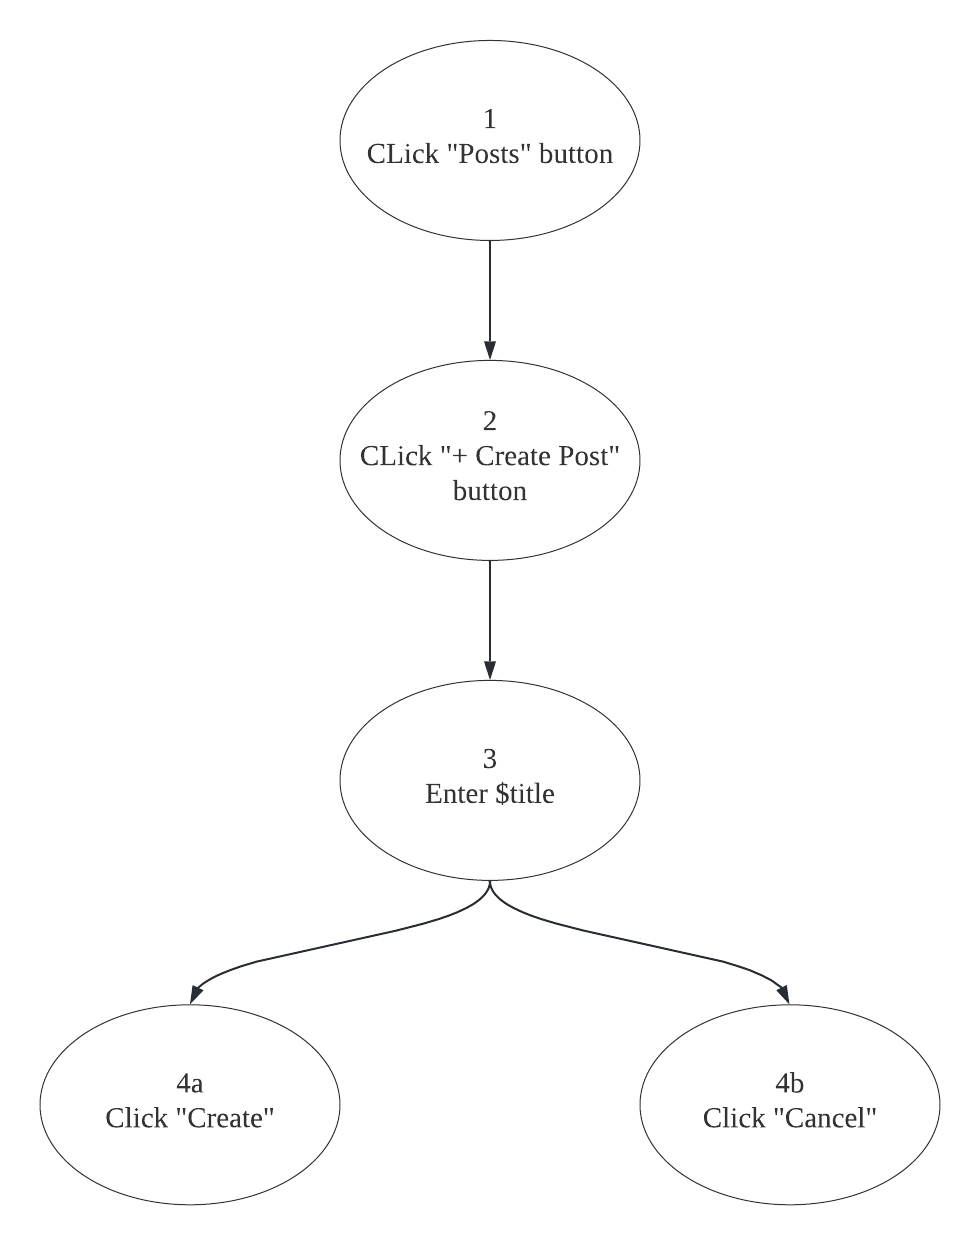 1
CLick "Posts" button
2
CLick "+ Create Post"
button
3
Enter $title
4a
Click "Create"
4b
Click "Cancel"